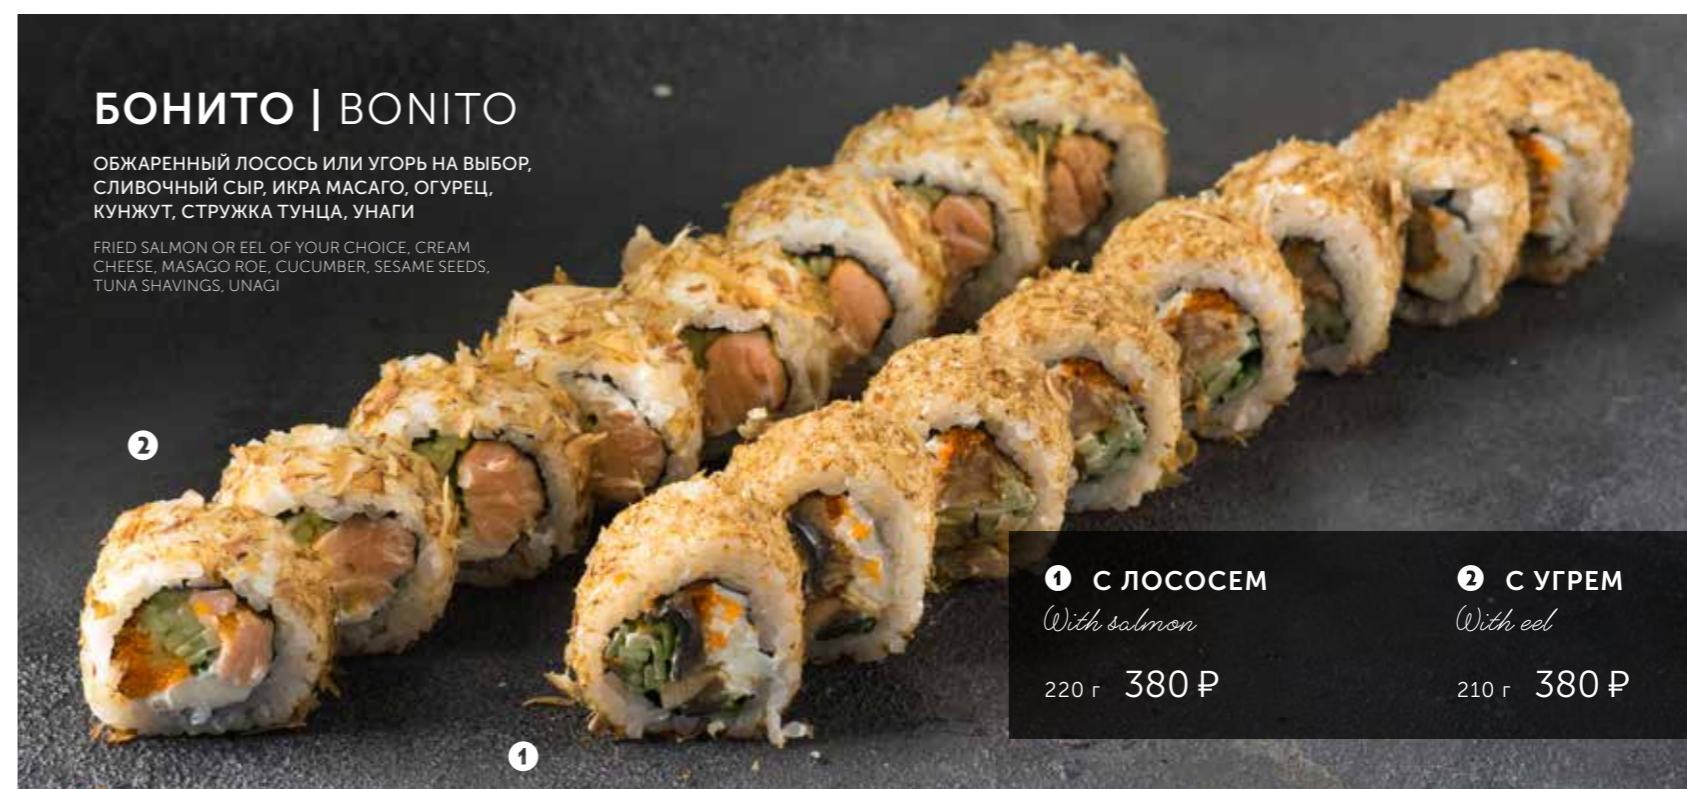 БОНИТО | BONITO
ОБЖАРЕННЫЙ ЛОСОСЬ ИЛИ УГОРЬ НА ВЫБОР,
СЛИВОЧНЫЙ СЫР, ИКРА МАСАГО, ОГУРЕЦ,
КУНЖУТ, СТРУЖКА ТУНЦА, УНАГИ
FRIED SALMON OR EEL OF YOUR CHOICE, CREAM
CHEESE, MASAGO ROE, CUCUMBER, SESAME SEEDS,
TUNA SHAVINGS, UNAGI
2
1
1 С ЛОСОСЕМ
With salmon
220 г 380 ₽
2 С УГРЕМ
With eel
210 г 380 ₽